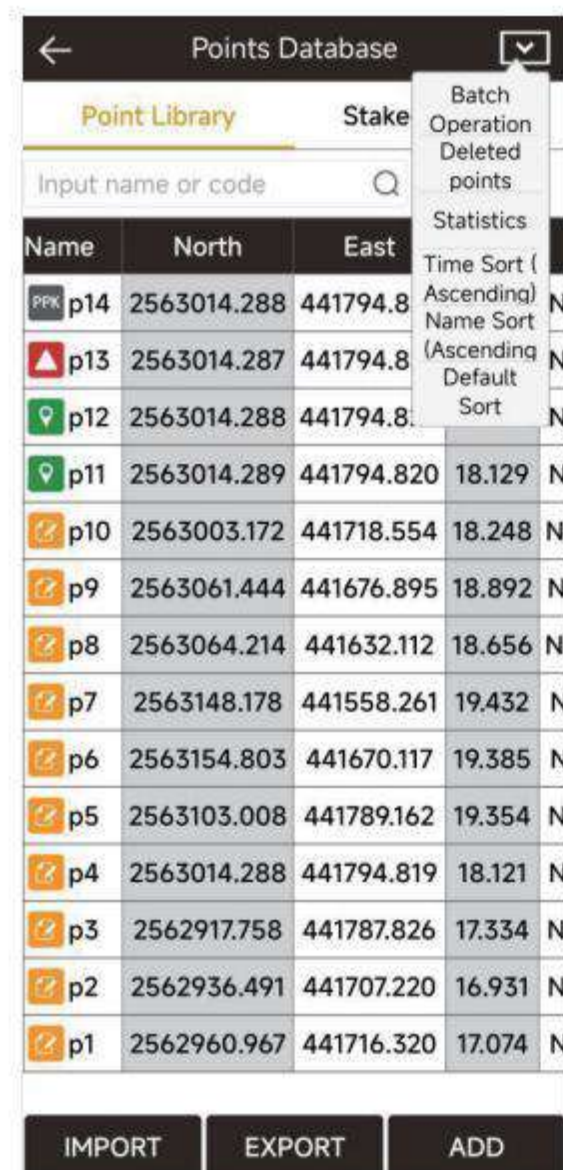 Points Database
Point Library Stake
Input name or code
Batch
Operation
Deleted
points
Statistics
Time Sort (
Ascending)
Name Sort
(Ascending
Default
Sort
Name North East
PPK p14 2563014.288 441794.8 N
p13 2563014.287 441794.8 N
p12 2563014.288 441794.8 N
p11 2563014.289 441794.820 18.129 N
p10 2563003.172 441718.554 18.248 N
p9 2563061.444 441676.895 18.892 N
p8 2563064.214 441632.112 18.656 N
p7 2563148.178 441558.261 19.432 N
p6 2563154.803 441670.117 19.385 N
p5 2563103.008 441789.162 19.354 N
p4 2563014.288 441794.819 18.121 N
p3 2562917.758 441787.826 17.334 N
p2 2562936.491 441707.220 16.931 N
p1 2562960.967 441716.320 17.074 N
IMPORT EXPORT ADD